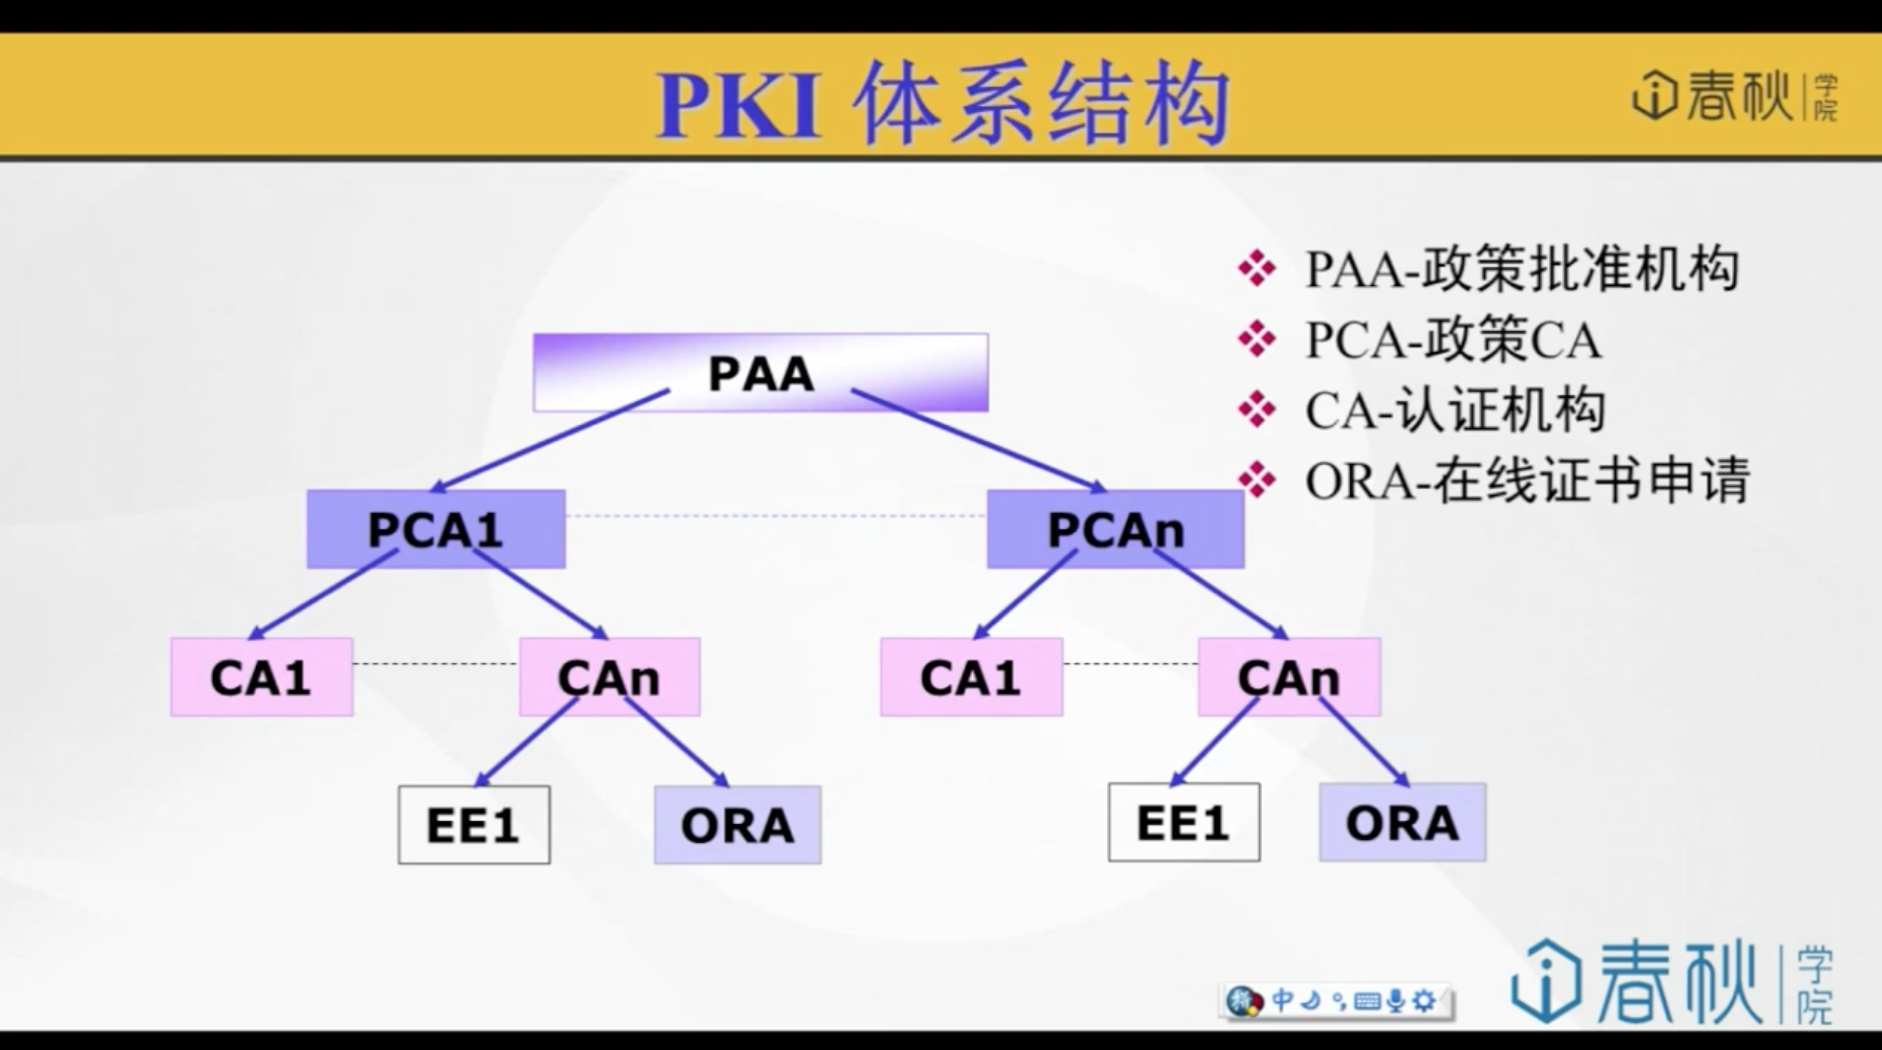 PKI 体系结构
春秋学院
PAA-政策批准机构
PCA-政策CA
CA-认证机构
ORA-在线证书申请
PAA
PCA1
PCAn
CA1
CAn
CA1
CAn
EE1
ORA
EE1
ORA
中
春秋学院